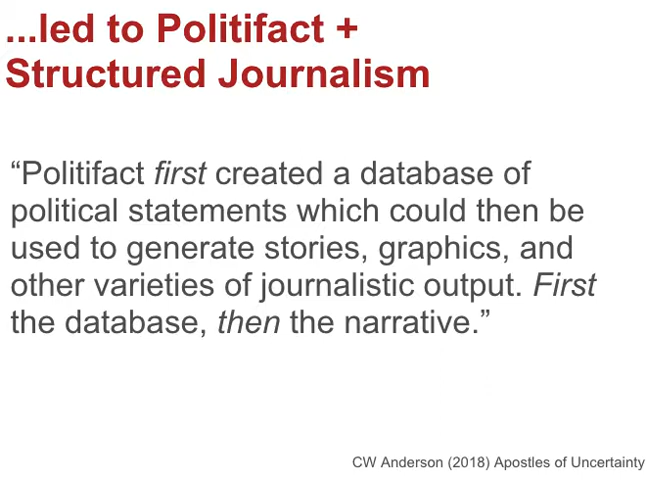 ...led to Politifact +
Structured Journalism
“Politifact first created a database of
political statements which could then be
used to generate stories, graphics, and
other varieties of journalistic output. First
the database, then the narrative.”
CW Anderson (2018) Apostles of Uncertainty